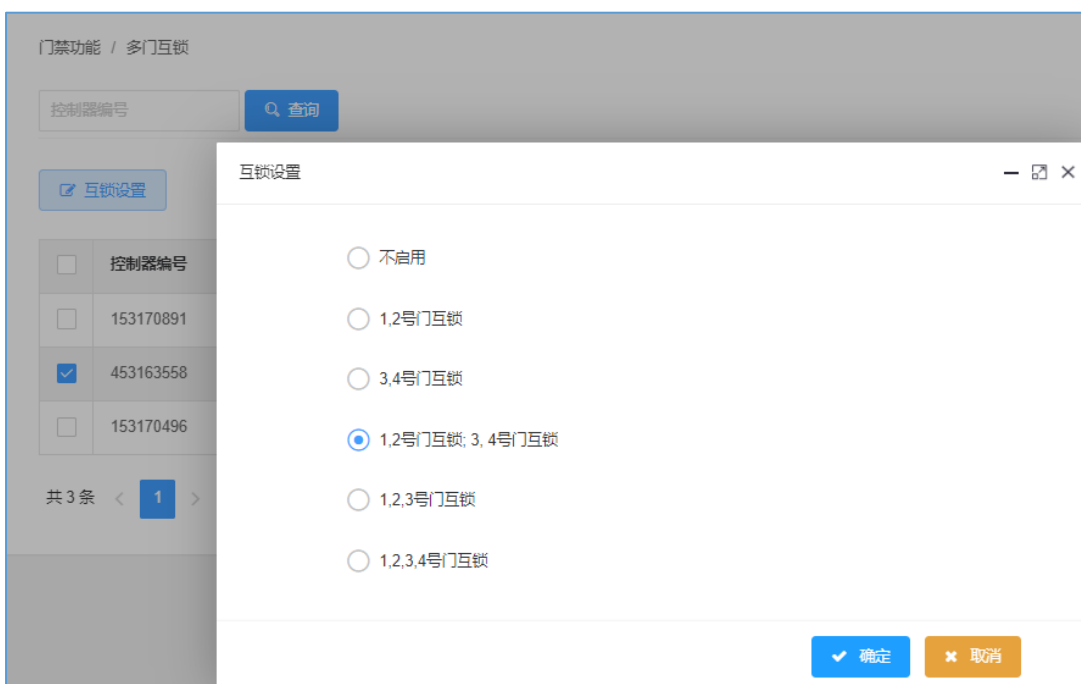 门禁功能 / 多门互锁
控制器编号
查询
互锁设置
互锁设置
控制器编号
153170891
453163558
153170496
共 3 条 < 1 >
不启用
1,2号门互锁
3,4号门互锁
1,2号门互锁; 3, 4号门互锁
1,2,3号门互锁
1,2,3,4号门互锁
确定
取消